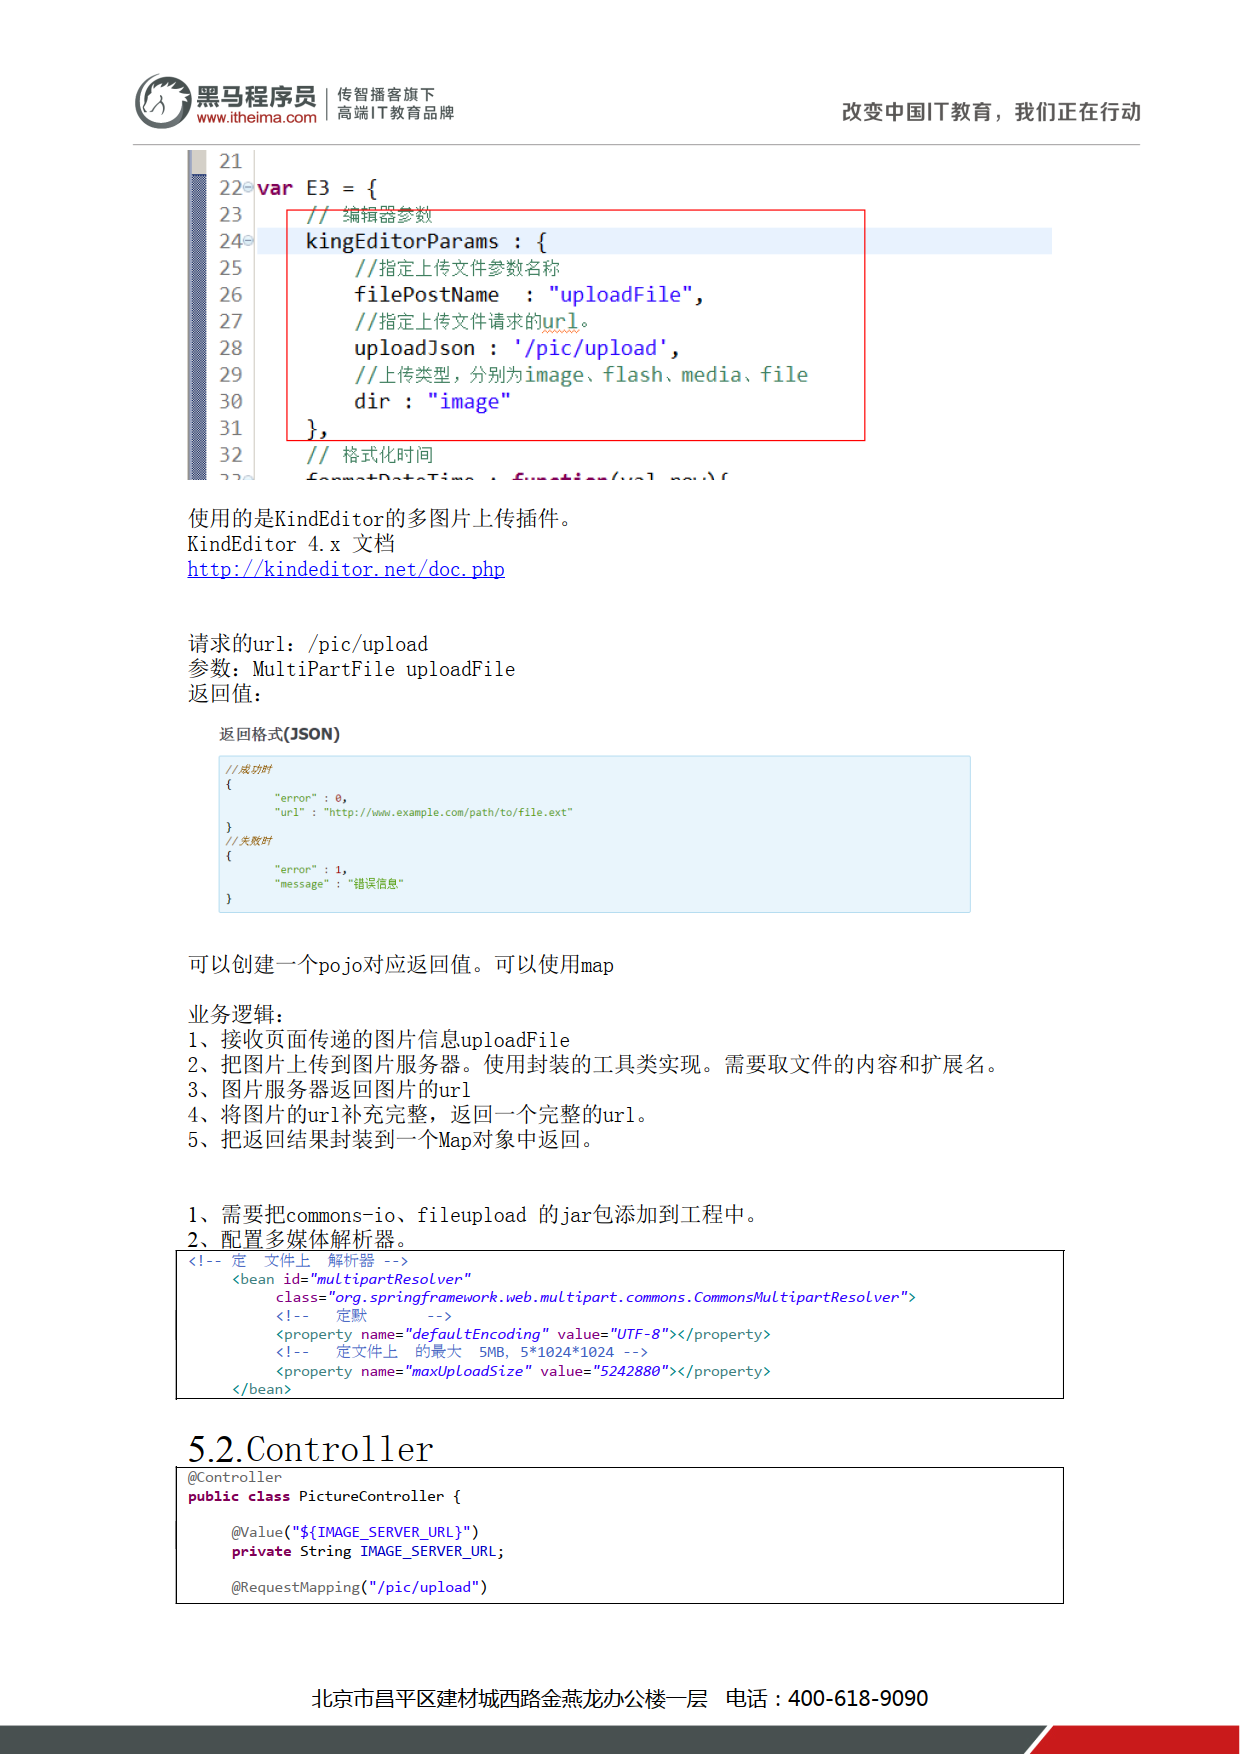 黑马程序员
www.itheima.com
传智播客旗下
高端IT教育品牌
改变中国IT教育，我们正在行动
21
22 var E3 = {
23 // 编辑器参数
24 kingEditorParams : {
25 //指定上传文件参数名称
26 filePostName  : "uploadFile",
27 //指定上传文件请求的url。
28 uploadJson : '/pic/upload',
29 //上传类型，分别为image、flash、media、file
30 dir : "image"
31 },
32 // 格式化时间
33 formatDateTime : function(val,row){
使用的是KindEditor的多图片上传插件。
KindEditor 4.x 文档
http://kindeditor.net/doc.php
请求的url：/pic/upload
参数：MultiPartFile uploadFile
返回值：
返回格式(JSON)
//成功时
{
"error" : 0,
"url" : "http://www.example.com/path/to/file.ext"
}
//失败时
{
"error" : 1,
"message" : "错误信息"
}
可以创建一个pojo对应返回值。可以使用map
业务逻辑：
1、接收页面传递的图片信息uploadFile
2、把图片上传到图片服务器。使用封装的工具类实现。需要取文件的内容和扩展名。
3、图片服务器返回图片的url
4、将图片的url补充完整，返回一个完整的url。
5、把返回结果封装到一个Map对象中返回。
1、需要把commons-io、fileupload 的jar包添加到工程中。
2、配置多媒体解析器。
<!-- 定 文件上 解析器 -->
<bean id="multipartResolver"
class="org.springframework.web.multipart.commons.CommonsMultipartResolver">
<!-- 定默 -->
<property name="defaultEncoding" value="UTF-8"></property>
<!-- 定文件上 的最大 5MB, 5*1024*1024 -->
<property name="maxUploadSize" value="5242880"></property>
</bean>
5.2.Controller
@Controller
public class PictureController {
@Value("${IMAGE_SERVER_URL}")
private String IMAGE_SERVER_URL;
@RequestMapping("/pic/upload")
北京市昌平区建材城西路金燕龙办公楼一层 电话：400-618-9090